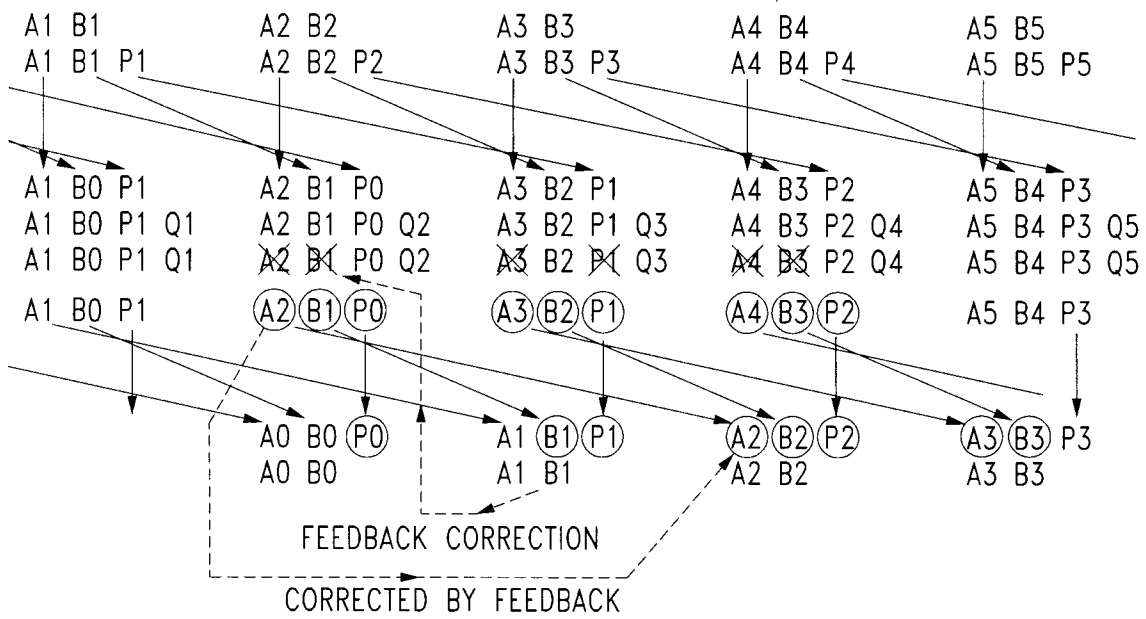 A1 B1 A2 B2 A3 B3 A4 B4 A5 B5
A1 B1 P1 A2 B2 P2 A3 B3 P3 A4 B4 P4 A5 B5 P5
A1 B0 P1 A2 B1 P0 A3 B2 P1 A4 B3 P2 A5 B4 P3
A1 B0 P1 Q1 A2 B1 P0 Q2 A3 B2 P1 Q3 A4 B3 P2 Q4 A5 B4 P3 Q5
A1 B0 P1 Q1 A2 B1 P0 Q2 A3 B2 P1 Q3 A4 B3 P2 Q4 A5 B4 P3 Q5
A1 B0 P1 A2 B1 P0 A3 B2 P1 A4 B3 P2 A5 B4 P3
A0 B0 P0 A1 B1 P1 A2 B2 P2 A3 B3 P3
A0 B0 A1 B1 A2 B2 A3 B3
FEEDBACK CORRECTION
CORRECTED BY FEEDBACK